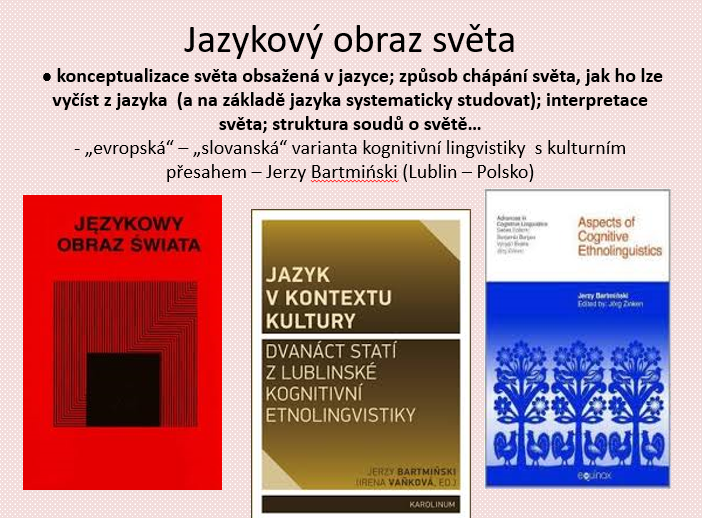 Jazykový obraz světa
● konceptualizace světa obsažená v jazyce; způsob chápání světa, jak ho lze
vyčíst z jazyka (a na základě jazyka systematicky studovat); interpretace
světa; struktura soudů o světě…
- „evropská“ – „slovanská“ varianta kognitivní lingvistiky s kulturním
přesahem – Jerzy Bartmiński (Lublin – Polsko)
JĘZYKOWY
OBRAZ ŚWIATA
JAZYK
V KONTEXTU
KULTURY
DVANÁCT STATÍ
Z LUBLINSKÉ
KOGNITIVNÍ
ETNOLINGVISTIKY
JERZY BARTMIŃSKI
(IRENA VAŇKOVÁ, ED.)
KAROLINUM
Advances in
Cognitive Linguistics
Aspects of
Cognitive
Ethnolinguistics
Jerzy Bartmiński
Edited by: Jörg Zinken
equinox